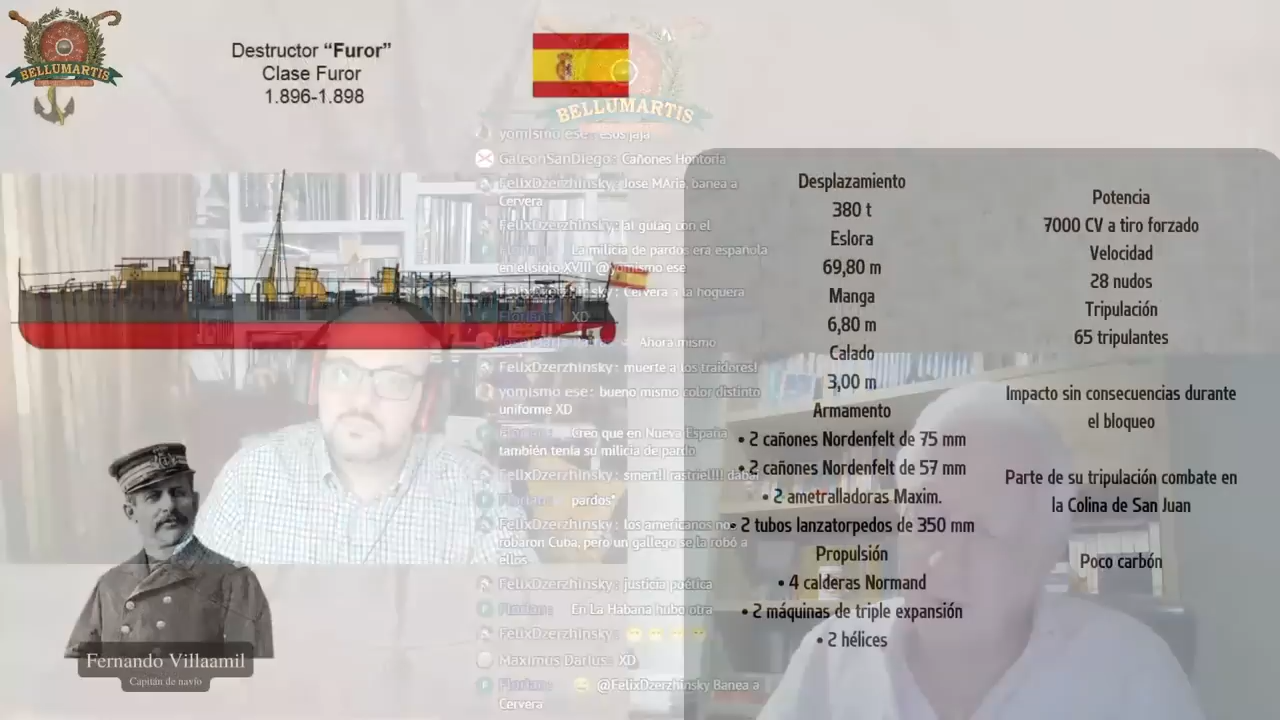 BELLUMARTIS
Destructor “Furor”
Clase Furor
1.896-1.898
BELLUMARTIS
yomismo ese: esos jaja
GaleonSanDiego: Cañones Hontoria
FelixDzerzhinsky: Jose MAria, banea a
Cervera
FelixDzerzhinsky: al gulag con el
La milicia de pardos era española
en el siglo XVIII @yomismo ese
FelixDzerzhinsky: Cervera a la hoguera
Florian: XD
Ahora mismo
FelixDzerzhinsky: muerte a los traidores!
yomismo ese: bueno mismo color distinto
uniforme XD
Florian: Creo que en Nueva España
también tenia su milicia de pardo
FelixDzerzhinsky: smert!! rastrel!!! dabai
Florian: pardos*
FelixDzerzhinsky: los americanos no
robaron Cuba, pero un gallego se la robó a
ellos
FelixDzerzhinsky: justicia poética
Florian: En La Habana hubo otra
FelixDzerzhinsky:
Maximus Darius: XD
Florian: @FelixDzerzhinsky Banea a
Cervera
Desplazamiento
380 t
Eslora
69,80 m
Manga
6,80 m
Calado
3,00 m
Armamento
• 2 cañones Nordenfelt de 75 mm
• 2 cañones Nordenfelt de 57 mm
• 2 ametralladoras Maxim.
• 2 tubos lanzatorpedos de 350 mm
Propulsión
• 4 calderas Normand
• 2 máquinas de triple expansión
• 2 hélices
Potencia
7000 CV a tiro forzado
Velocidad
28 nudos
Tripulación
65 tripulantes
Impacto sin consecuencias durante
el bloqueo
Parte de su tripulación combate en
la Colina de San Juan
Poco carbón
Fernando Villaamil
Capitán de navío